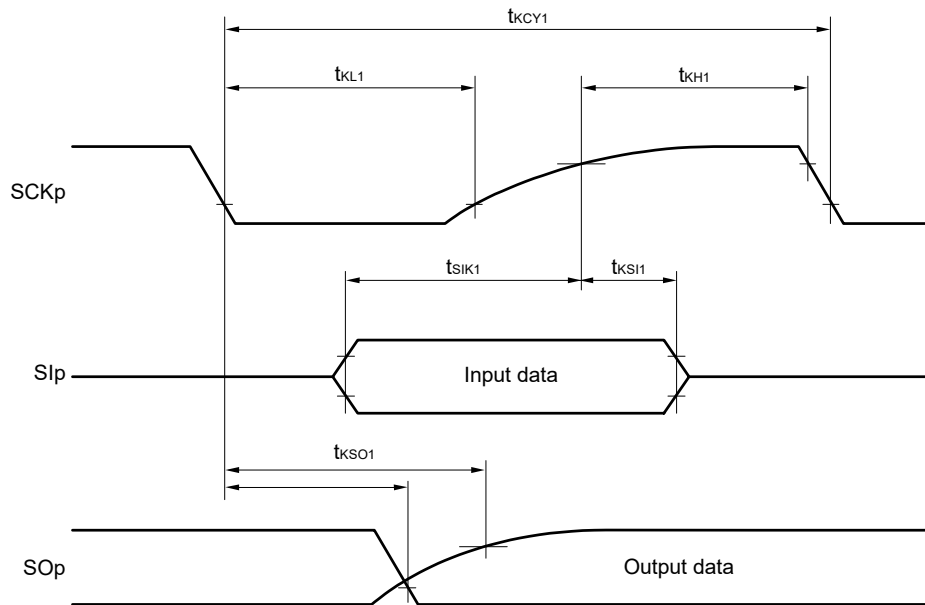 tKCY1
tKL1
tKH1
SCKp
tSIK1
tKSI1
SIp
Input data
tKSO1
SOp
Output data